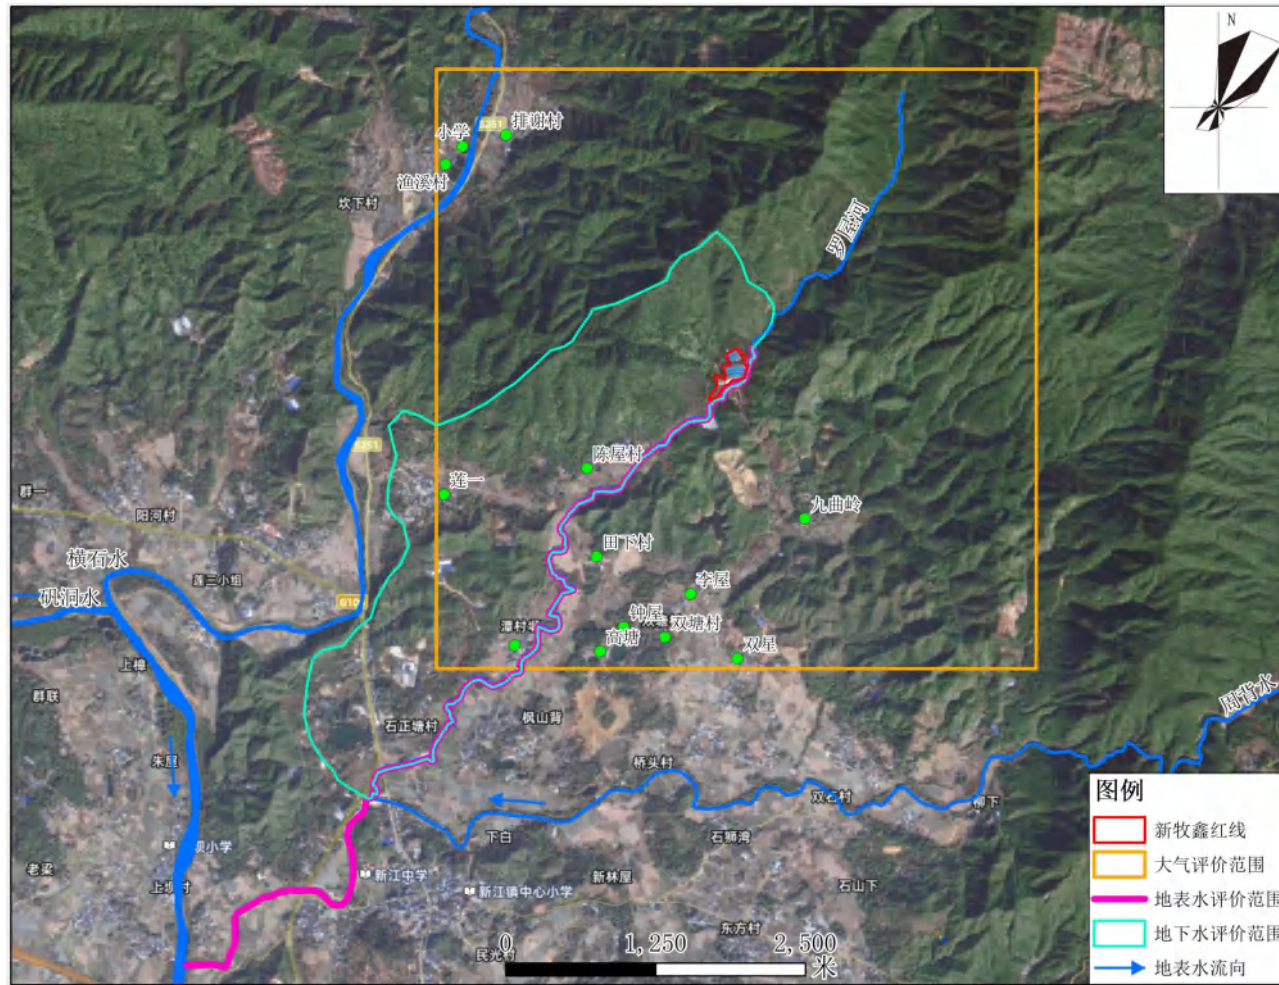 N
S251
排谢村
小学
渔溪村
坎下村
罗屋河
S251
陈屋村
莲一
群一
阳河村
九曲岭
田下村
横石水
莲三小组
李屋
矾洞水
钟屋
双塘村
潭村
高塘
双星
上樟
群联
周背水
石正塘村
枫山背
朱屋
桥头村
双石村
柳下
下白
石狮湾
坝小学
老梁
上坝村
新江中学
新江镇中心小学
新林屋
石山下
东方村
民光村
0
1,250
2,500
米
图例
新牧鑫红线
大气评价范围
地表水评价范围
地下水评价范围
地表水流向